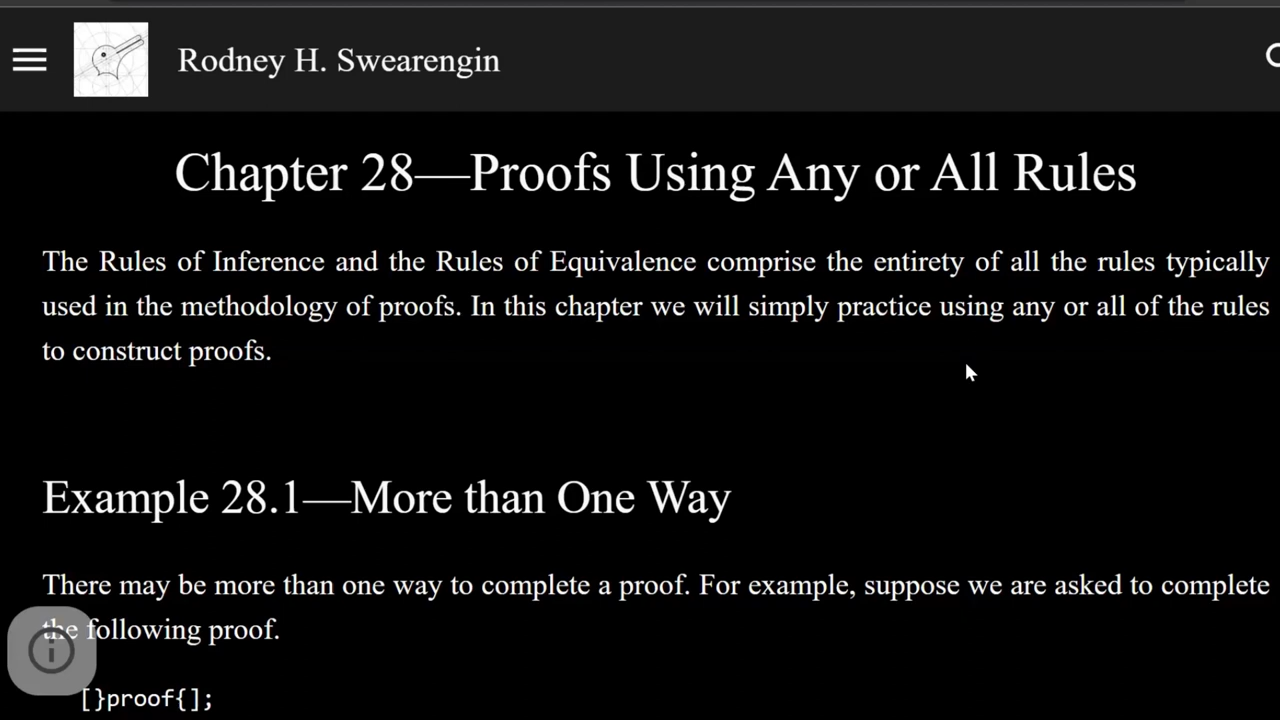 Rodney H. Swearengin
Chapter 28—Proofs Using Any or All Rules
The Rules of Inference and the Rules of Equivalence comprise the entirety of all the rules typically
used in the methodology of proofs. In this chapter we will simply practice using any or all of the rules
to construct proofs.
Example 28.1—More than One Way
There may be more than one way to complete a proof. For example, suppose we are asked to complete
the following proof.
[}proof{];